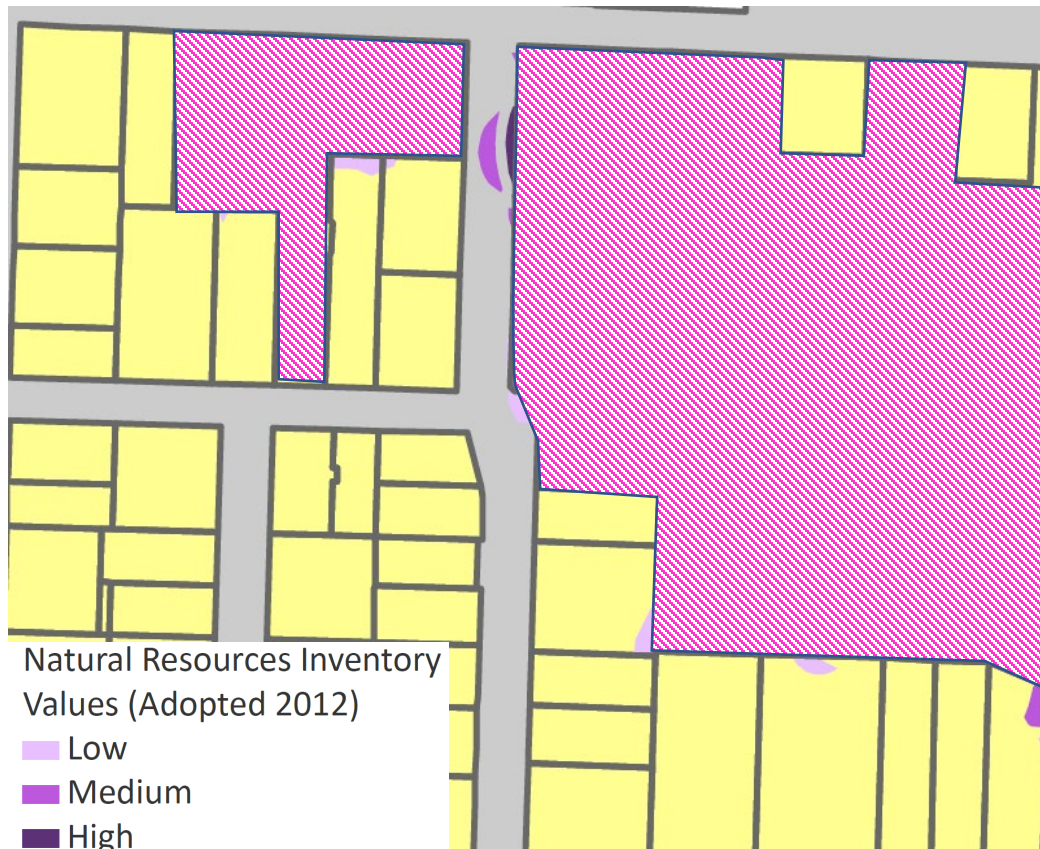 Natural Resources Inventory
Values (Adopted 2012)
Low
Medium
High